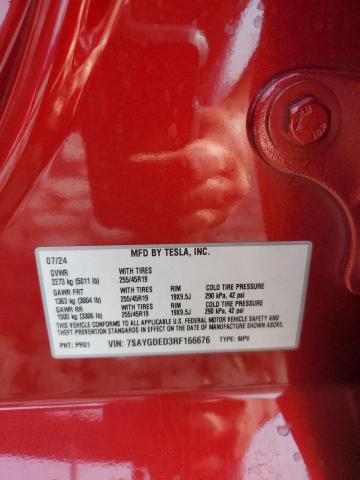 MFD BY TESLA, INC.
07/24
GVWR WITH TIRES
2273 kg (5011 lb) 255/45R19
GAWR FRT WITH TIRES RIM COLD TIRE PRESSURE
1363 kg (3004 lb) 255/45R19 19X9.5J 290 kPa, 42 psi
GAWR RR WITH TIRES RIM COLD TIRE PRESSURE
1500 kg (3306 lb) 255/45R19 19X9.5J 290 kPa, 42 psi
THIS VEHICLE CONFORMS TO ALL APPLICABLE U.S. FEDERAL MOTOR VEHICLE SAFETY AND
THEFT PREVENTION STANDARDS IN EFFECT ON THE DATE OF MANUFACTURE SHOWN ABOVE.
PNT: PR01 VIN: 7SAYGDED3RF166676 TYPE: MPV